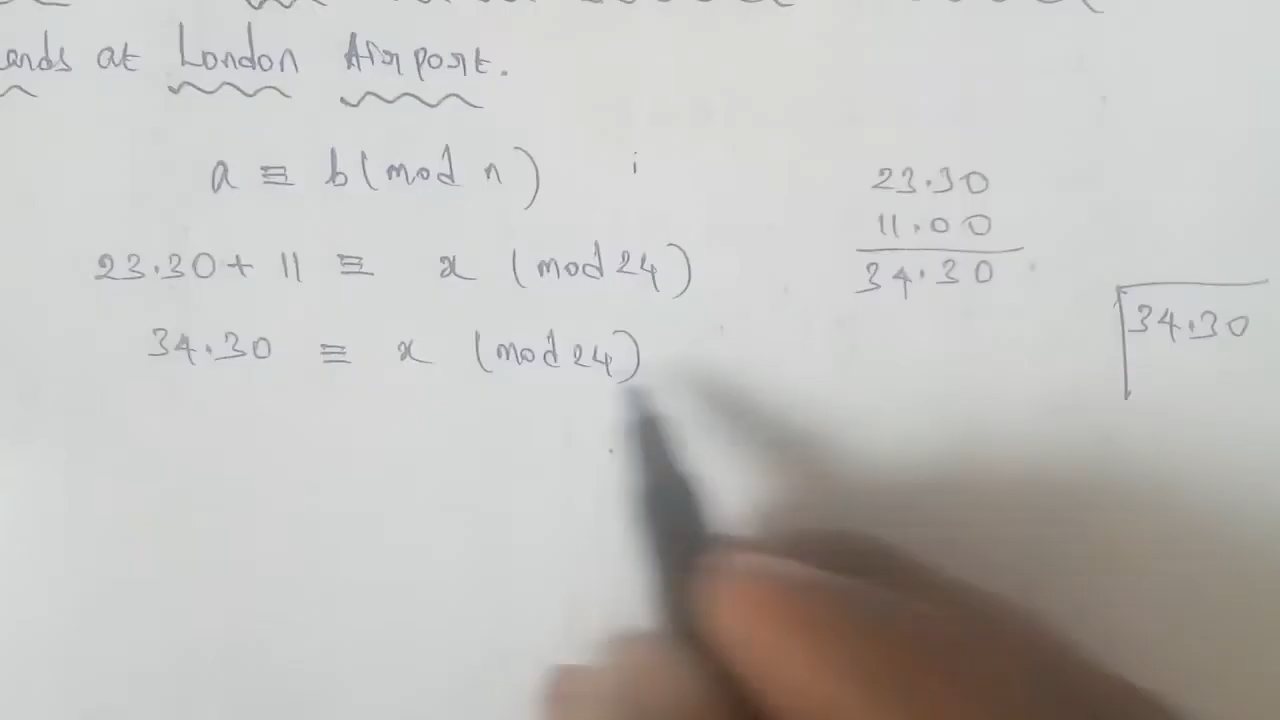 ands at London Airport.
a ≡ b (mod n)
23.30 + 11 ≡ x (mod 24)
34.30 ≡ x (mod 24)
23.30
11.00
34.30
34.30